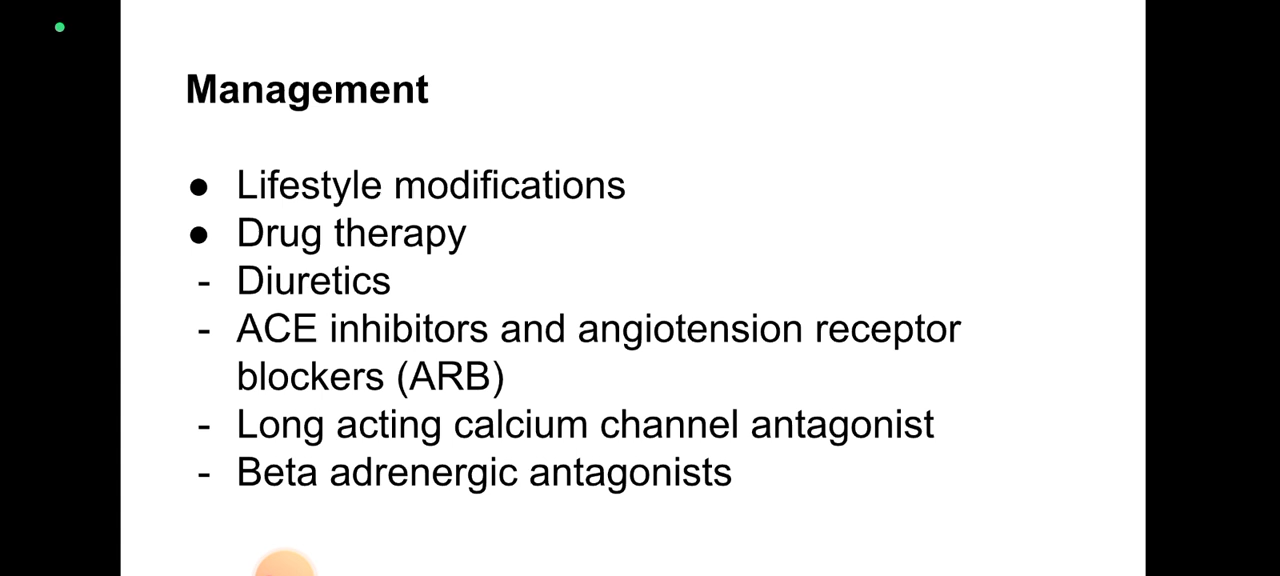 Management
● Lifestyle modifications
● Drug therapy
- Diuretics
- ACE inhibitors and angiotension receptor
blockers (ARB)
- Long acting calcium channel antagonist
- Beta adrenergic antagonists